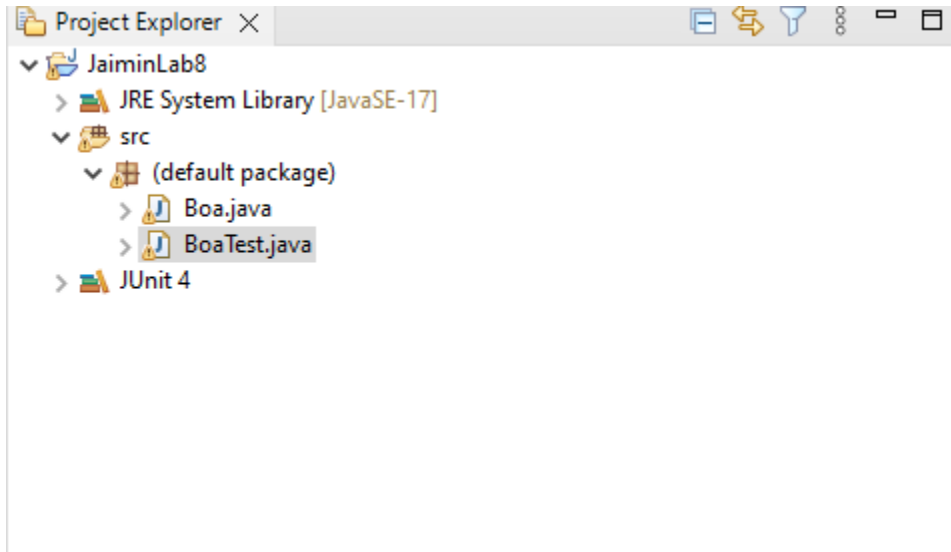 Project Explorer
JaiminLab8
JRE System Library [JavaSE-17]
src
(default package)
Boa.java
BoaTest.java
JUnit 4